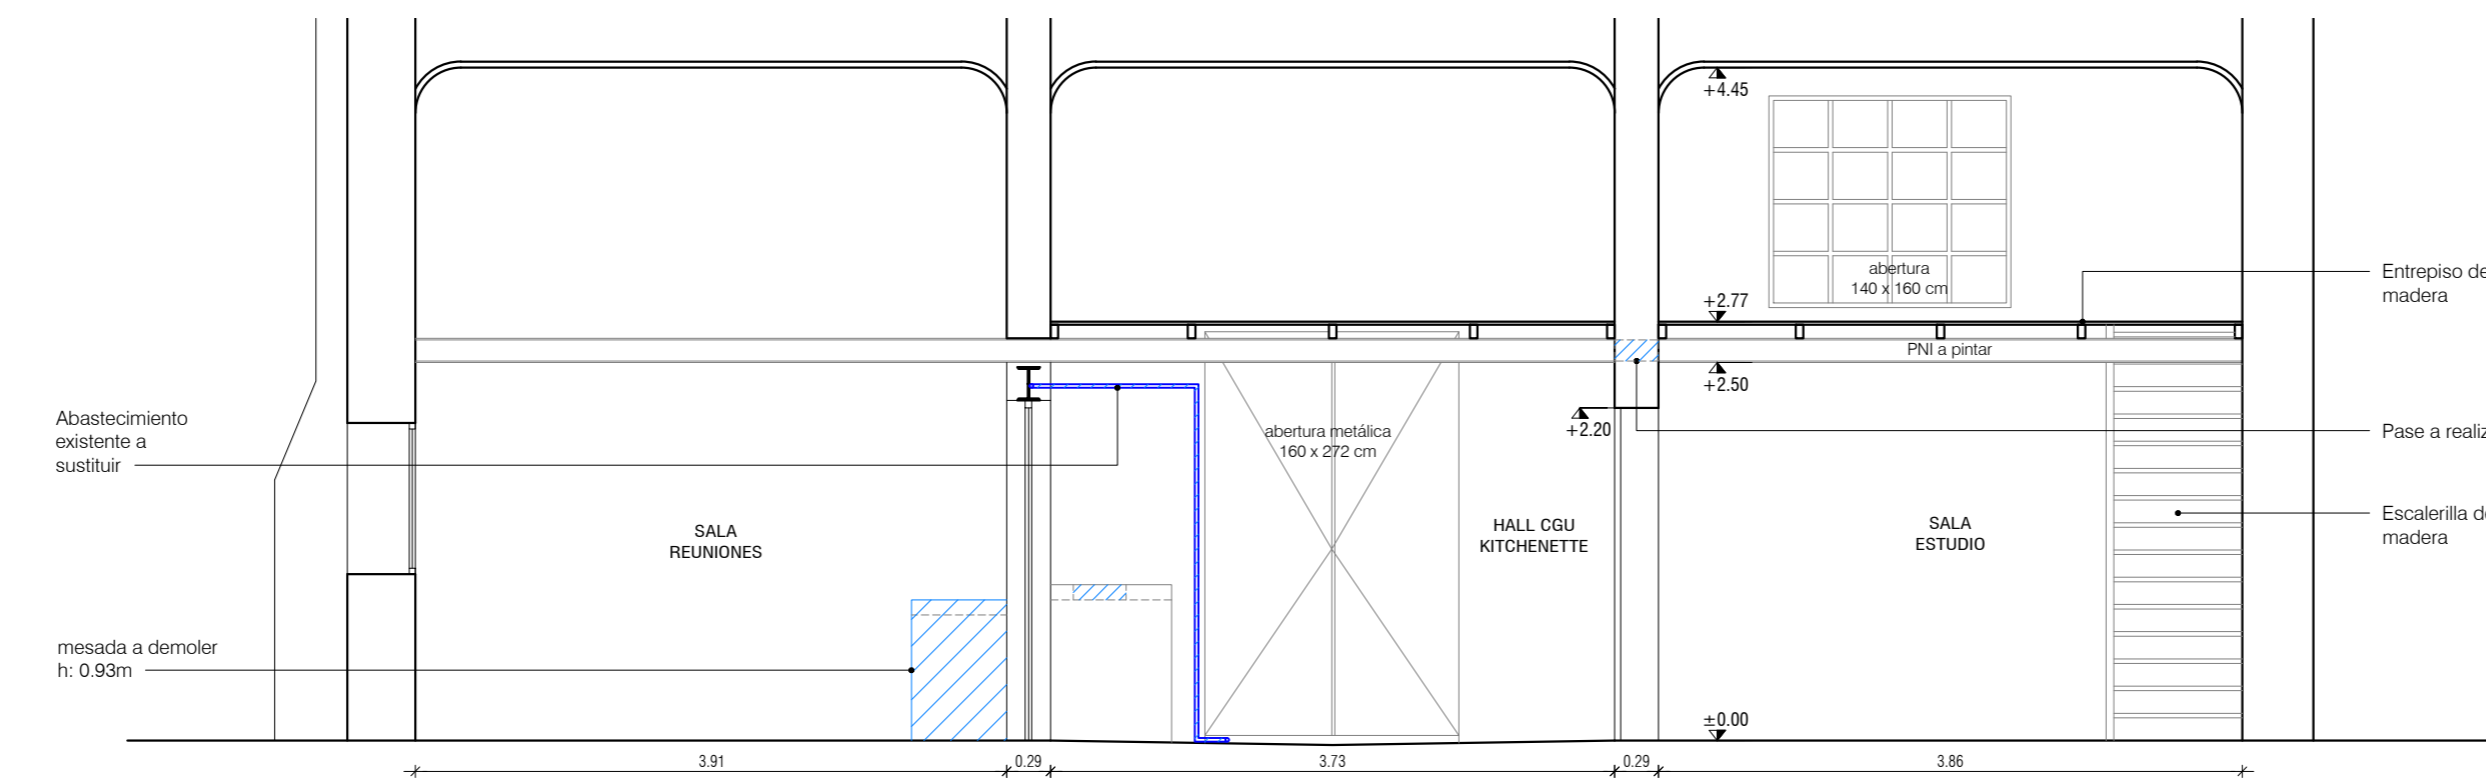 +4.45
abertura
140 x 160 cm
+2.77
Entrepiso de
madera
PNI a pintar
+2.50
Abastecimiento
existente a
sustituir
+2.20
abertura metálica
160 x 272 cm
Pase a realiz
SALA
REUNIONES
HALL CGU
KITCHENETTE
SALA
ESTUDIO
Escalerilla de
madera
mesada a demoler
h: 0.93m
±0.00
3.91
0.29
3.73
0.29
3.86